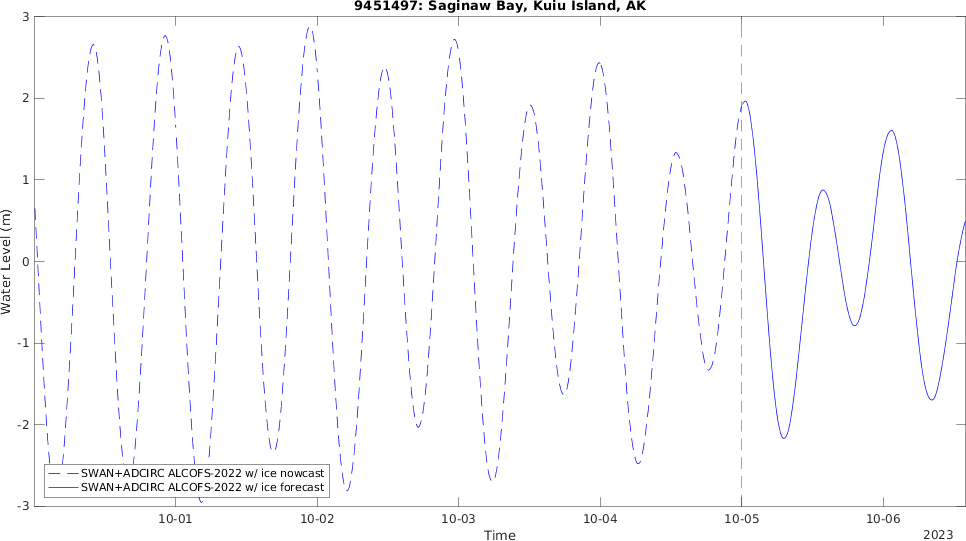 9451497: Saginaw Bay, Kuiu Island, AK
3
2
1
0
-1
-2
-3
Water Level (m)
SWAN+ADCIRC ALCOFS-2022 w/ ice nowcast
SWAN+ADCIRC ALCOFS-2022 w/ ice forecast
10-01 10-02 10-03 10-04 10-05 10-06
Time
2023